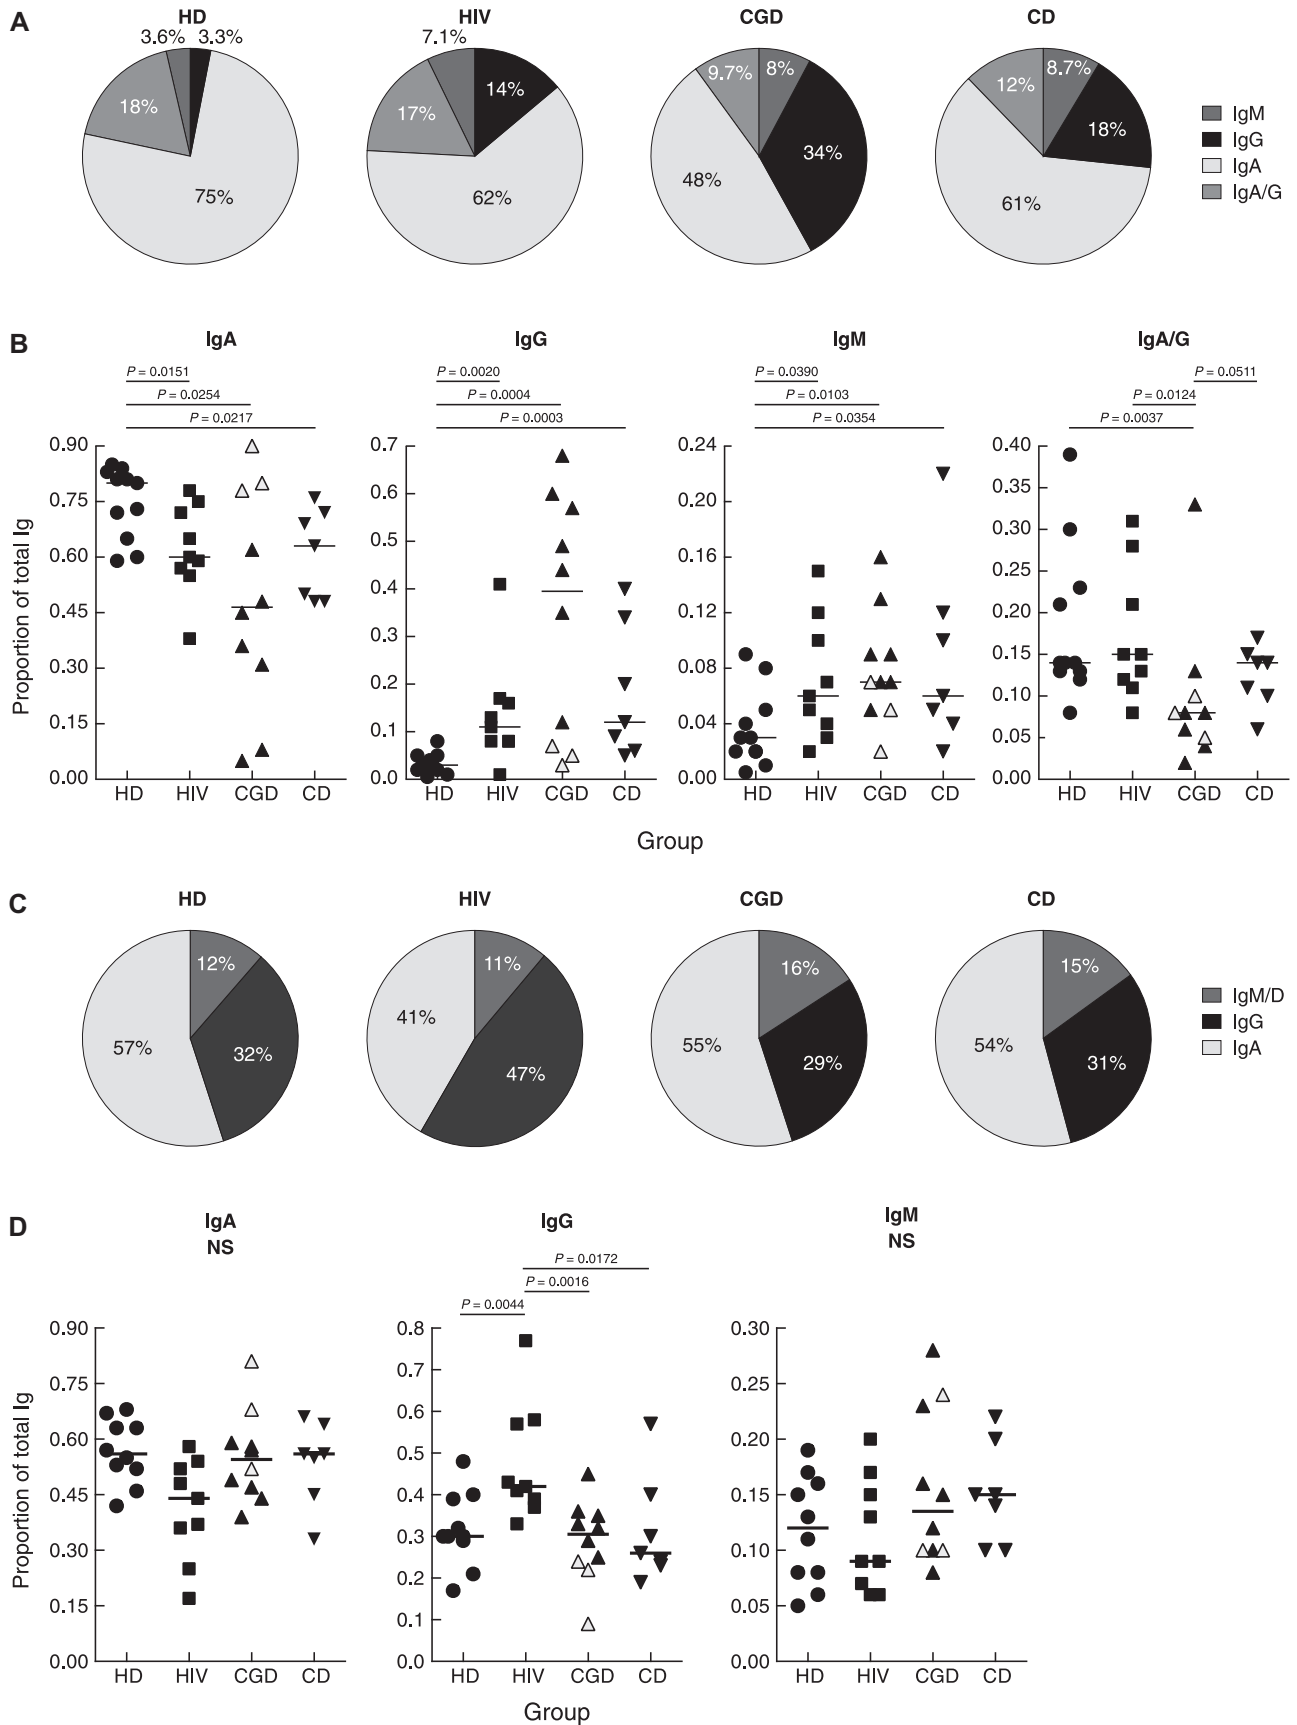 A
HD
HIV
CGD
CD
3.6% 3.3%
18%
75%
7.1%
14%
17%
62%
9.7% 8%
34%
48%
8.7%
12%
18%
61%
IgM
IgG
IgA
IgA/G
B
IgA
P = 0.0151
P = 0.0254
P = 0.0217
IgG
P = 0.0020
P = 0.0004
P = 0.0003
IgM
P = 0.0390
P = 0.0103
P = 0.0354
IgA/G
P = 0.0511
P = 0.0124
P = 0.0037
Proportion of total Ig
0.90
0.75
0.60
0.45
0.30
0.15
0.00
HD HIV CGD CD
0.7
0.6
0.5
0.4
0.3
0.2
0.1
0.0
HD HIV CGD CD
0.24
0.20
0.16
0.12
0.08
0.04
0.00
HD HIV CGD CD
0.40
0.35
0.30
0.25
0.20
0.15
0.10
0.05
0.00
HD HIV CGD CD
Group
C
HD
HIV
CGD
CD
12%
57%
32%
11%
41%
47%
16%
55%
29%
15%
54%
31%
IgM/D
IgG
IgA
D
IgA
NS
IgG
P = 0.0172
P = 0.0016
P = 0.0044
IgM
NS
Proportion of total Ig
0.90
0.75
0.60
0.45
0.30
0.15
0.00
HD HIV CGD CD
0.8
0.7
0.6
0.5
0.4
0.3
0.2
0.1
0.0
HD HIV CGD CD
0.30
0.25
0.20
0.15
0.10
0.05
0.00
HD HIV CGD CD
Group